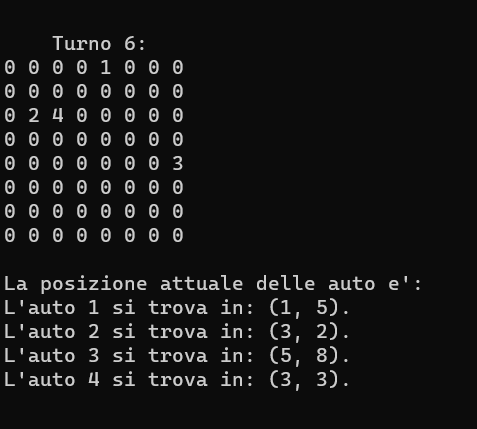 Turno 6:
0 0 0 0 1 0 0 0
0 0 0 0 0 0 0 0
0 2 4 0 0 0 0 0
0 0 0 0 0 0 0 0
0 0 0 0 0 0 0 3
0 0 0 0 0 0 0 0
0 0 0 0 0 0 0 0
0 0 0 0 0 0 0 0
La posizione attuale delle auto e':
L'auto 1 si trova in: (1, 5).
L'auto 2 si trova in: (3, 2).
L'auto 3 si trova in: (5, 8).
L'auto 4 si trova in: (3, 3).